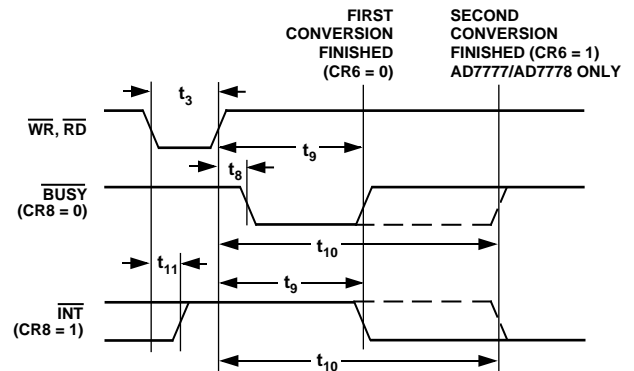 FIRST
CONVERSION
FINISHED
(CR6 = 0)
SECOND
CONVERSION
FINISHED (CR6 = 1)
AD7777/AD7778 ONLY
t3
WR, RD
t9
t8
BUSY
(CR8 = 0)
t10
t11
t9
INT
(CR8 = 1)
t10